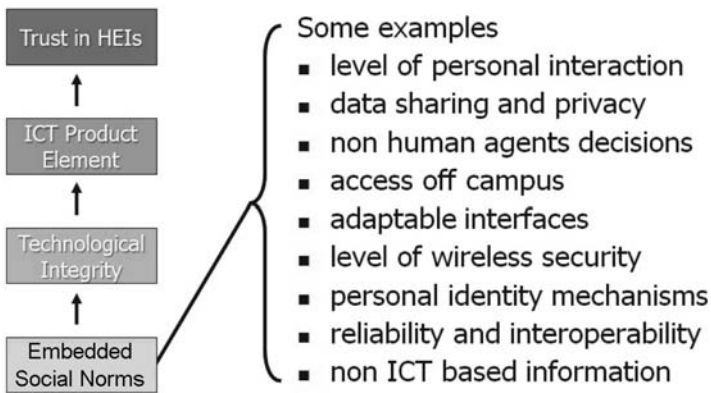 Trust in HEIs
ICT Product
Element
Technological
Integrity
Embedded
Social Norms
Some examples
▪ level of personal interaction
▪ data sharing and privacy
▪ non human agents decisions
▪ access off campus
▪ adaptable interfaces
▪ level of wireless security
▪ personal identity mechanisms
▪ reliability and interoperability
▪ non ICT based information